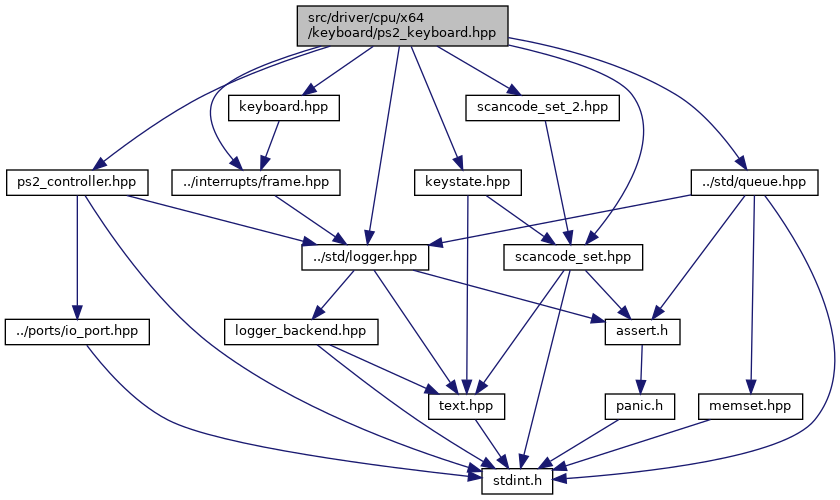 src/driver/cpu/x64
/keyboard/ps2_keyboard.hpp
keyboard.hpp
scancode_set_2.hpp
ps2_controller.hpp
../interrupts/frame.hpp
keystate.hpp
../std/queue.hpp
../std/logger.hpp
scancode_set.hpp
../ports/io_port.hpp
logger_backend.hpp
assert.h
text.hpp
panic.h
memset.hpp
stdint.h